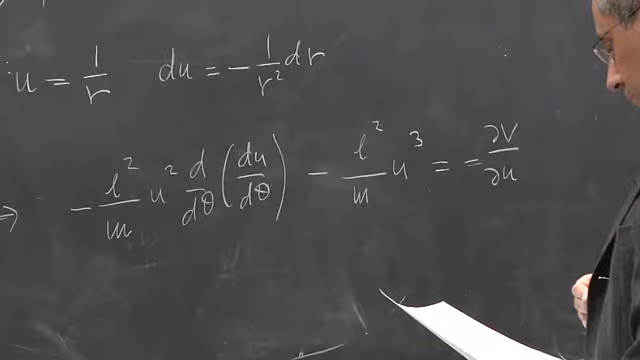 u = 1/r du = - 1/r² dr
⇒ - l²/m u² d/dθ (du/dθ) - l²/m u³ = = ∂V/∂u